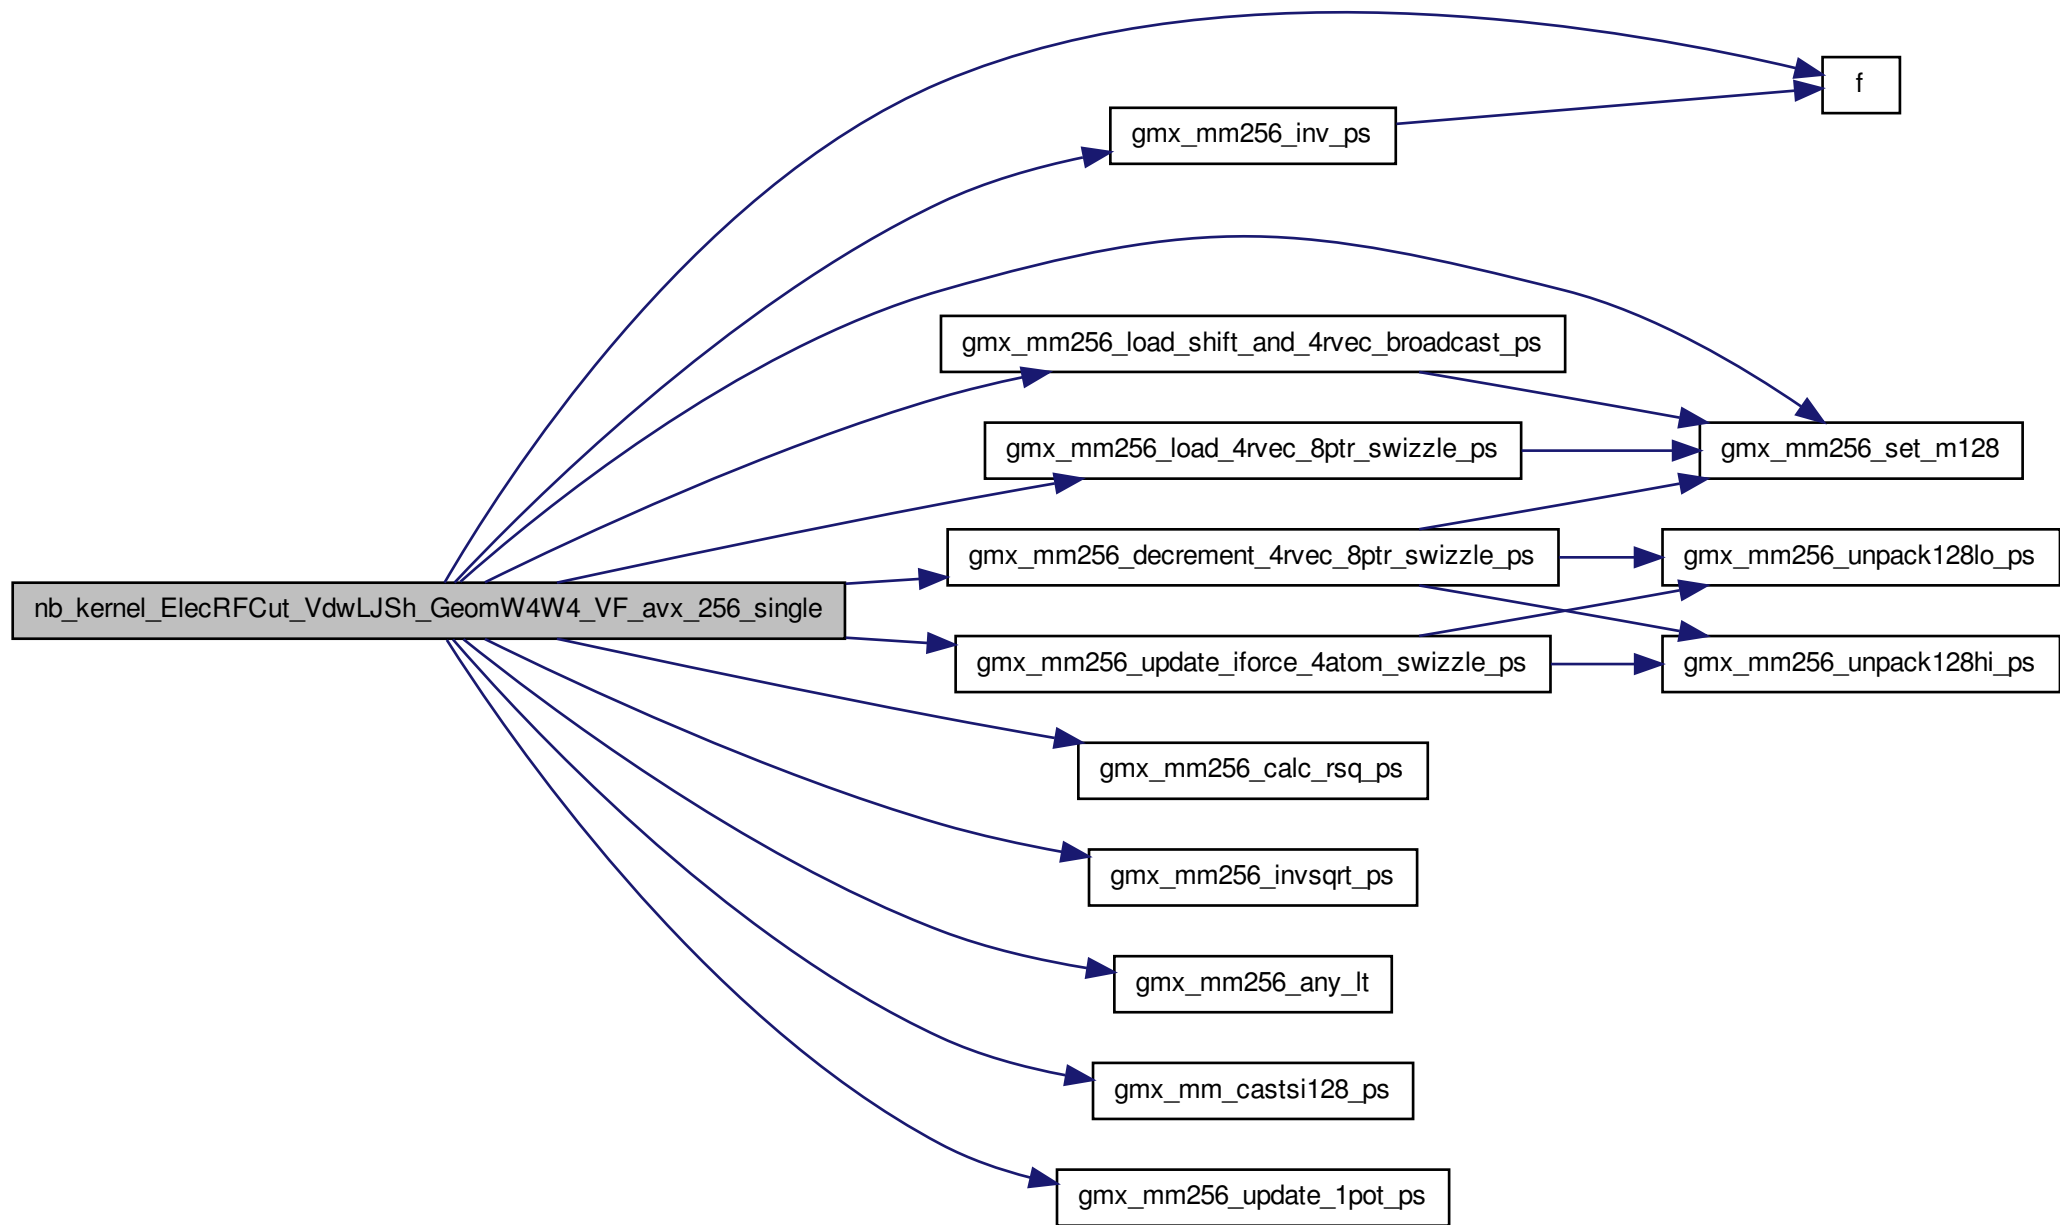 f
gmx_mm256_inv_ps
gmx_mm256_load_shift_and_4rvec_broadcast_ps
gmx_mm256_load_4rvec_8ptr_swizzle_ps
gmx_mm256_set_m128
gmx_mm256_decrement_4rvec_8ptr_swizzle_ps
gmx_mm256_unpack128lo_ps
nb_kernel_ElecRFCut_VdwLJSh_GeomW4W4_VF_avx_256_single
gmx_mm256_update_iforce_4atom_swizzle_ps
gmx_mm256_unpack128hi_ps
gmx_mm256_calc_rsq_ps
gmx_mm256_invsqrt_ps
gmx_mm256_any_lt
gmx_mm_castsi128_ps
gmx_mm256_update_1pot_ps